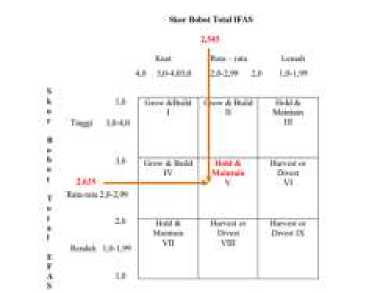 Skor Bobot Total IFAS
2,585
Kuat Rata - rata Lemah
4,0 3,0-4,0 3,0 2,0-2,99 2,0 1,0-1,99
S
k
o
r
B
o
b
o
t
T
o
t
a
l
E
F
A
S
Tinggi 3,0-4,0
Grow &Build
I
Grow & Build
II
Hold &
Maintain
III
3,0
2,635
Rata-rata 2,0-2,99
Grow & Build
IV
Hold &
Maintain
V
Harvest or
Divest
VI
2,0
Rendah 1,0-1,99
Hold &
Maintain
VII
Harvest or
Divest
VIII
Harvest or
Divest IX
1,0